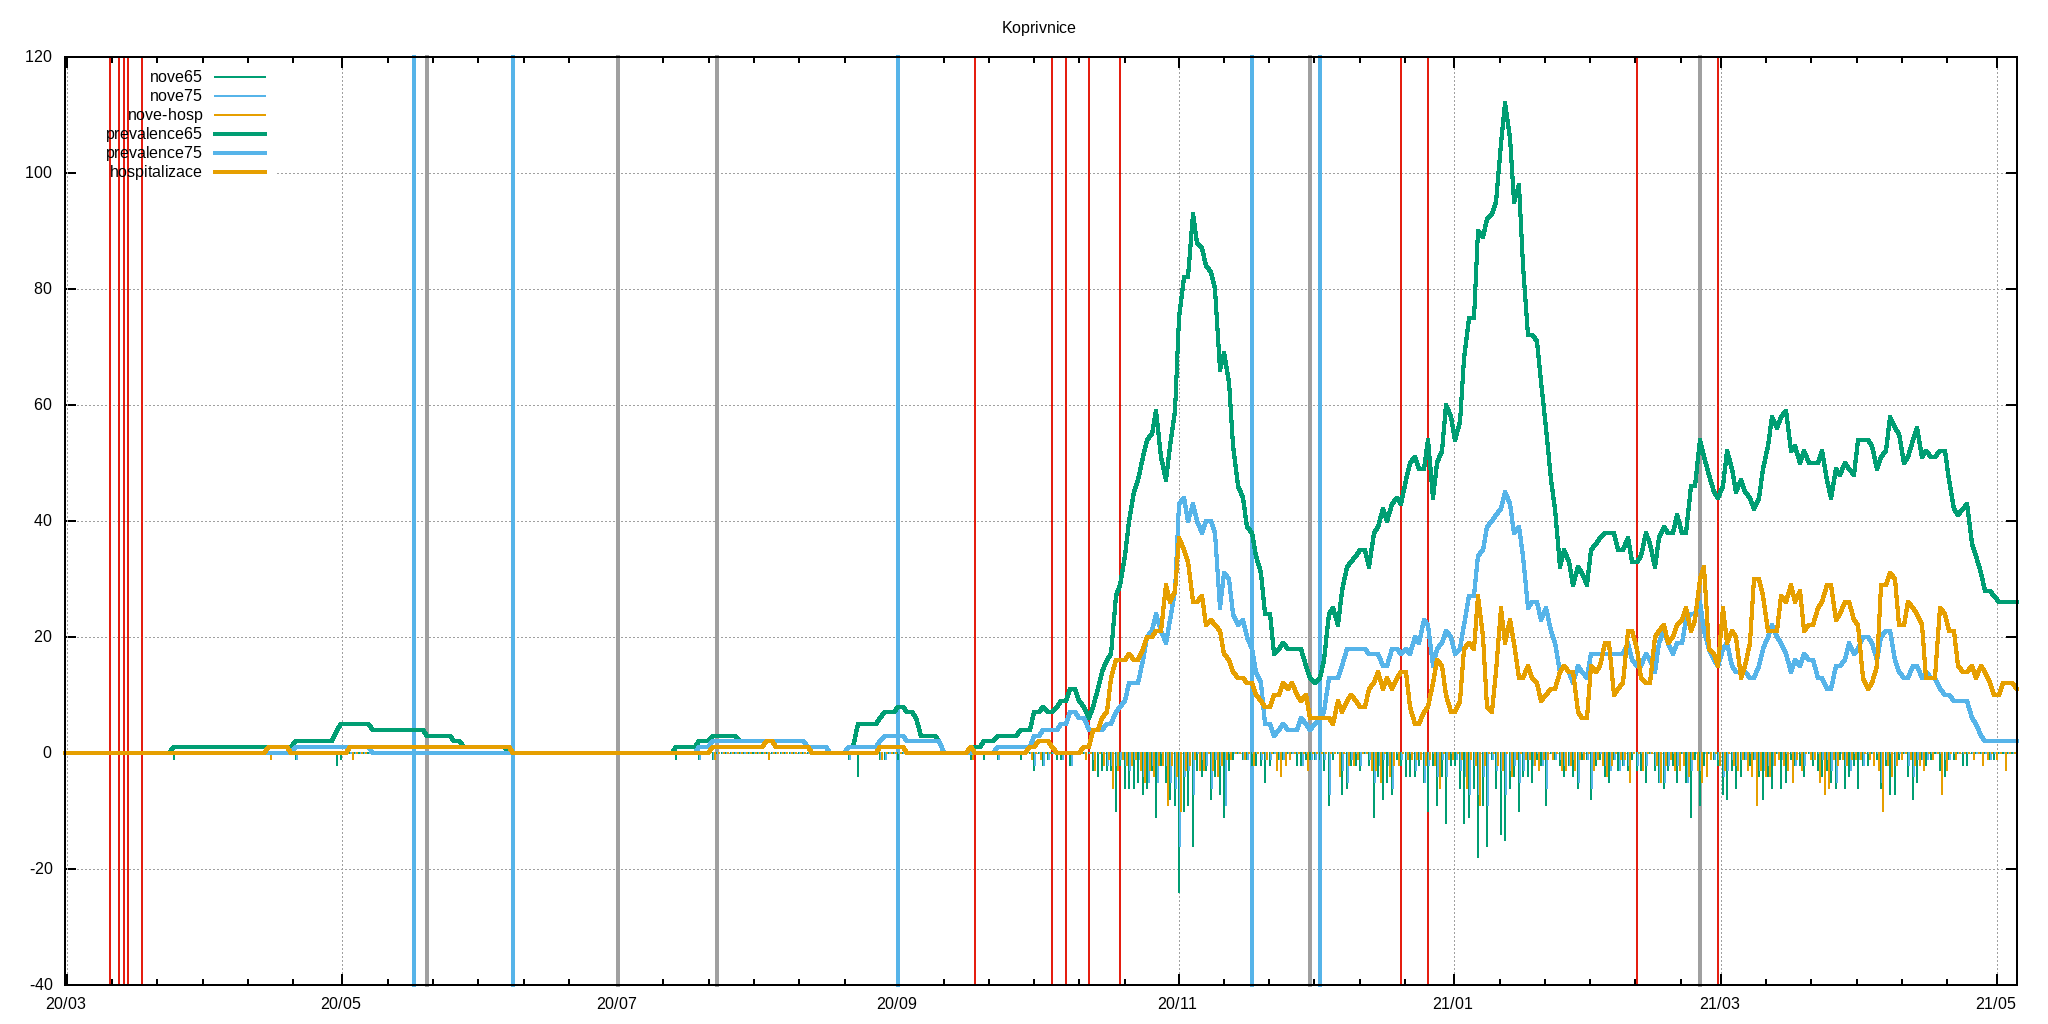 Koprivnice
120
100
80
60
40
20
0
-20
-40
nove65
nove75
nove-hosp
prevalence65
prevalence75
hospitalizace
20/03 20/05 20/07 20/09 20/11 21/01 21/03 21/05